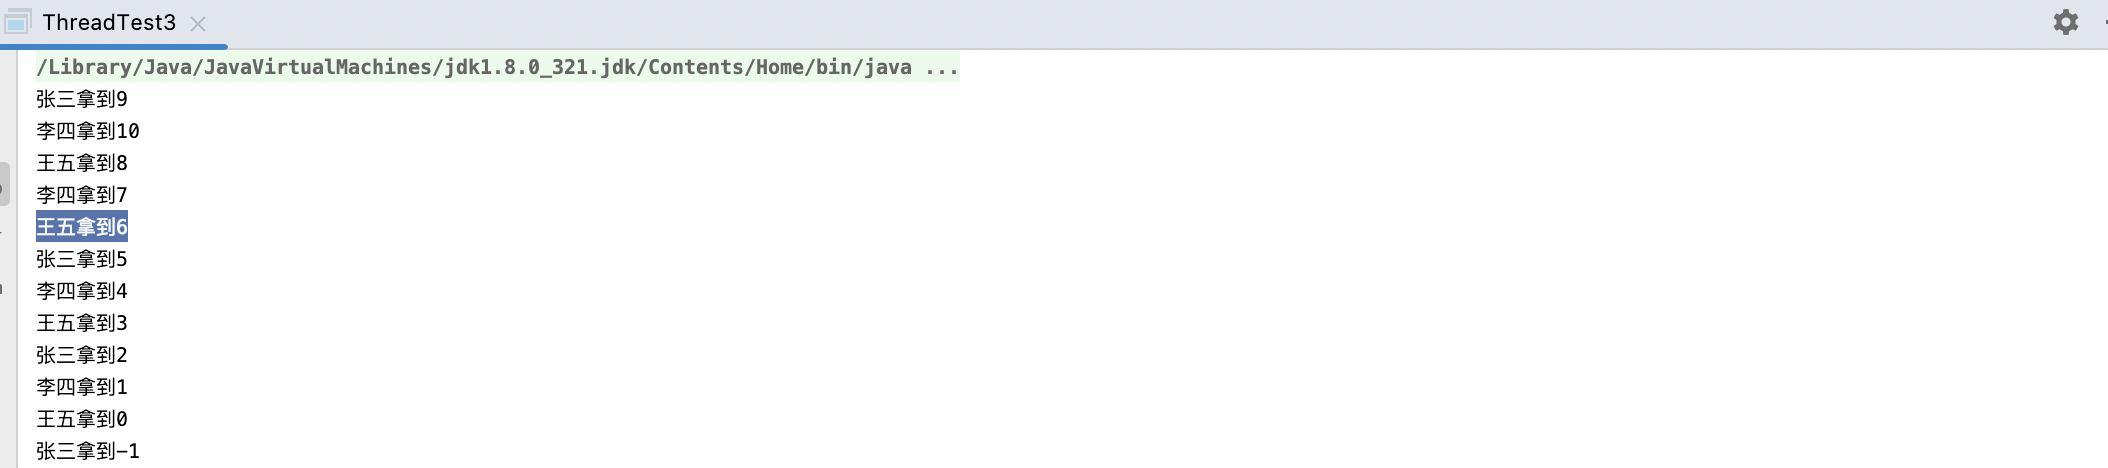 ThreadTest3
/Library/Java/JavaVirtualMachines/jdk1.8.0_321.jdk/Contents/Home/bin/java ...
张三拿到9
李四拿到10
王五拿到8
李四拿到7
王五拿到6
张三拿到5
李四拿到4
王五拿到3
张三拿到2
李四拿到1
王五拿到0
张三拿到-1